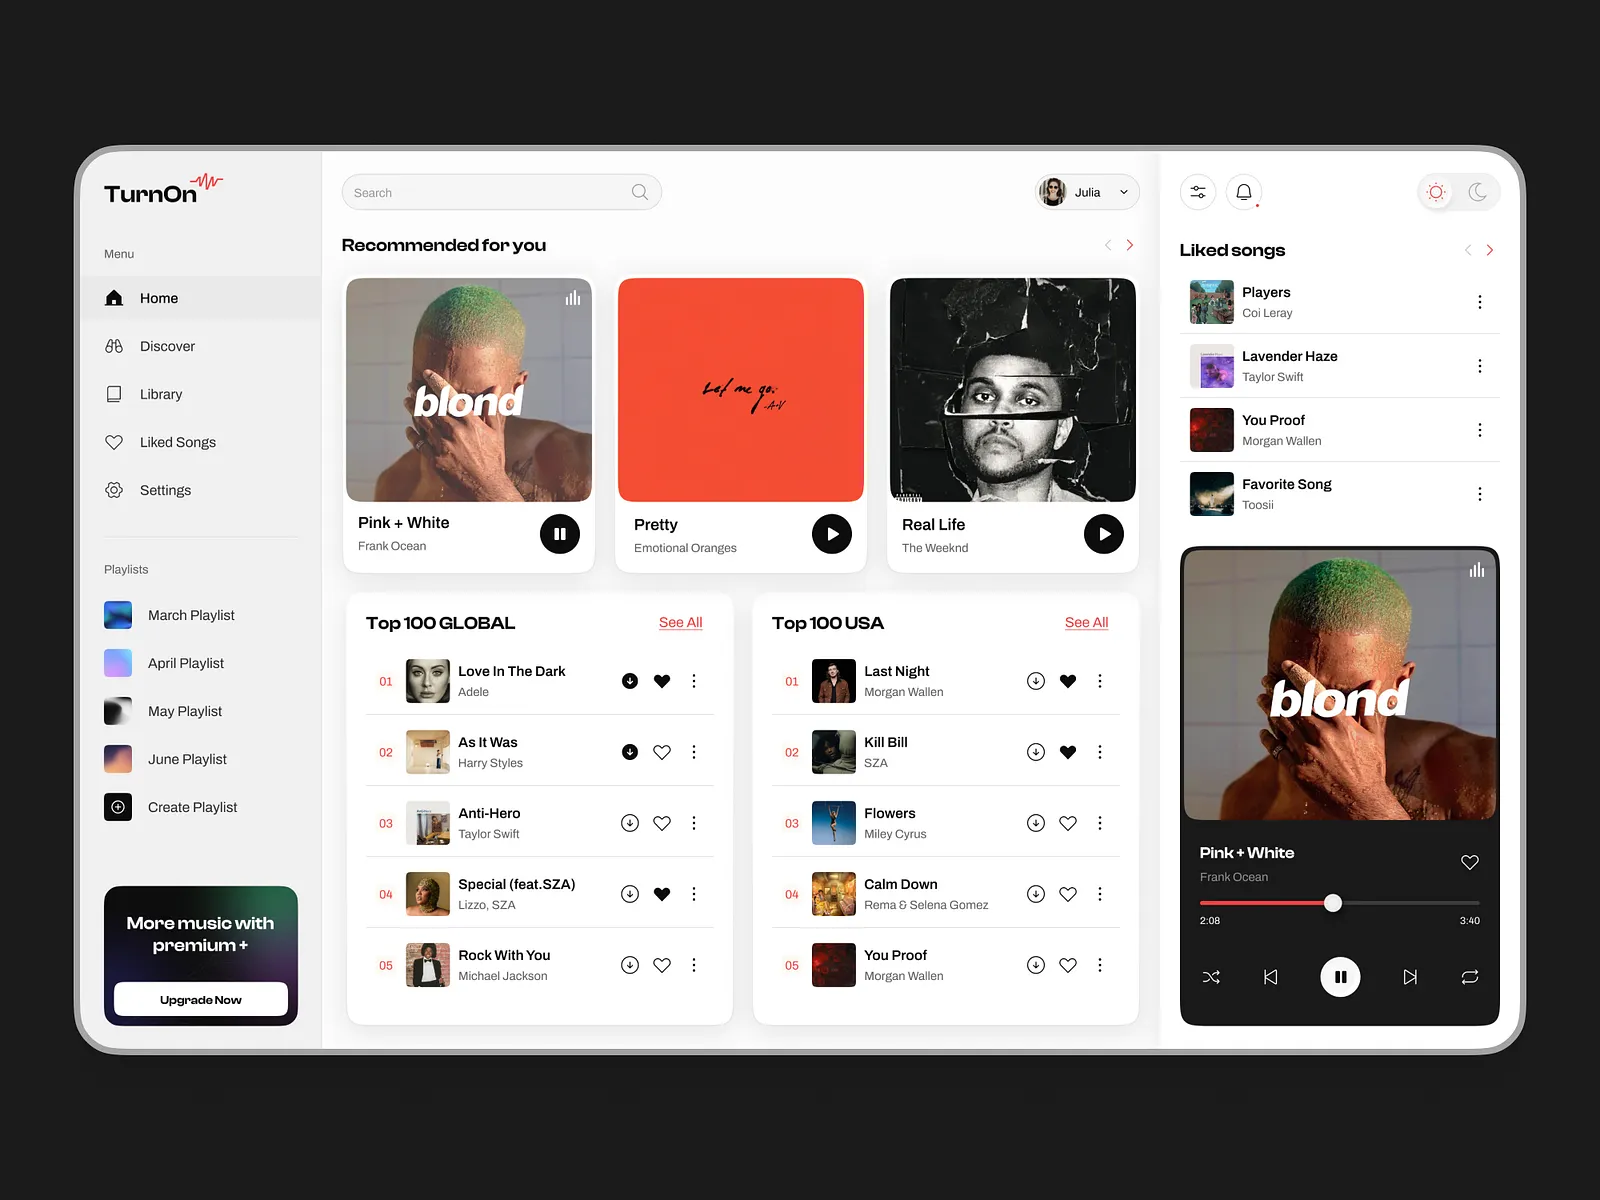 TurnOn
Menu
Home
Discover
Library
Liked Songs
Settings
Playlists
March Playlist
April Playlist
May Playlist
June Playlist
Create Playlist
More music with
premium +
Upgrade Now
Search
Julia
Recommended for you
blond
Pink + White
Frank Ocean
Let me go.
-A+V
Pretty
Emotional Oranges
Real Life
The Weeknd
Top 100 GLOBAL
See All
01
Love In The Dark
Adele
02
As It Was
Harry Styles
03
Anti-Hero
Taylor Swift
04
Special (feat.SZA)
Lizzo, SZA
05
Rock With You
Michael Jackson
Top 100 USA
See All
01
Last Night
Morgan Wallen
02
Kill Bill
SZA
03
Flowers
Miley Cyrus
04
Calm Down
Rema & Selena Gomez
05
You Proof
Morgan Wallen
Liked songs
Players
Coi Leray
Lavender Haze
Taylor Swift
You Proof
Morgan Wallen
Favorite Song
Toosii
blond
Pink + White
Frank Ocean
2:08
3:40